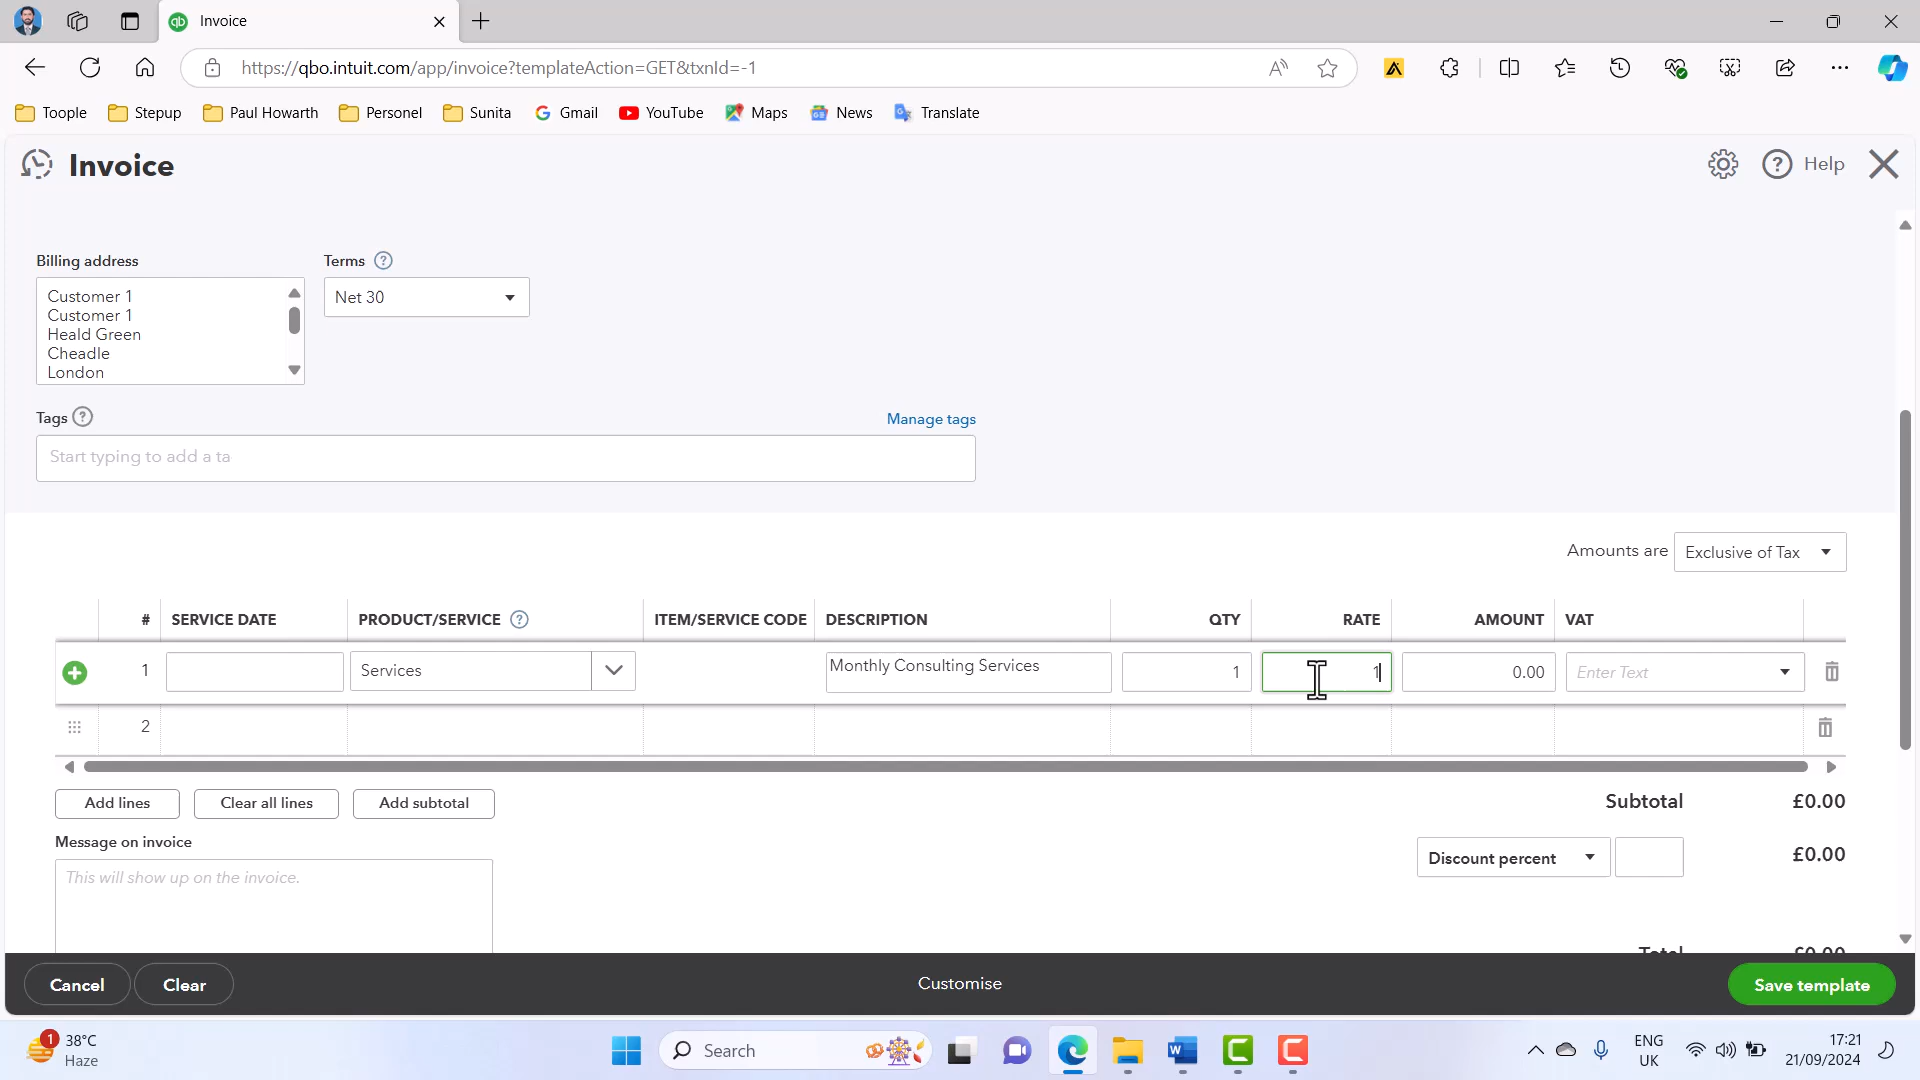 Invoice
https://qbo.intuit.com/app/invoice?templateAction=GET&txnId=-1
Toople
Stepup
Paul Howarth
Personel
Sunita
Gmail
YouTube
Maps
News
Translate
Invoice
Help
Billing address
Terms
Customer 1
Customer 1
Heald Green
Cheadle
London
Net 30
Tags
Manage tags
Start typing to add a ta
Amounts are
Exclusive of Tax
# SERVICE DATE PRODUCT/SERVICE ITEM/SERVICE CODE DESCRIPTION QTY RATE AMOUNT VAT
1 Services Monthly Consulting Services 1 1 0.00 Enter Text
2
Add lines
Clear all lines
Add subtotal
Subtotal £0.00
Message on invoice
This will show up on the invoice.
Discount percent £0.00
Total £0.00
Cancel
Clear
Customise
Save template
1
38°C
Haze
Search
ENG
UK
17:21
21/09/2024